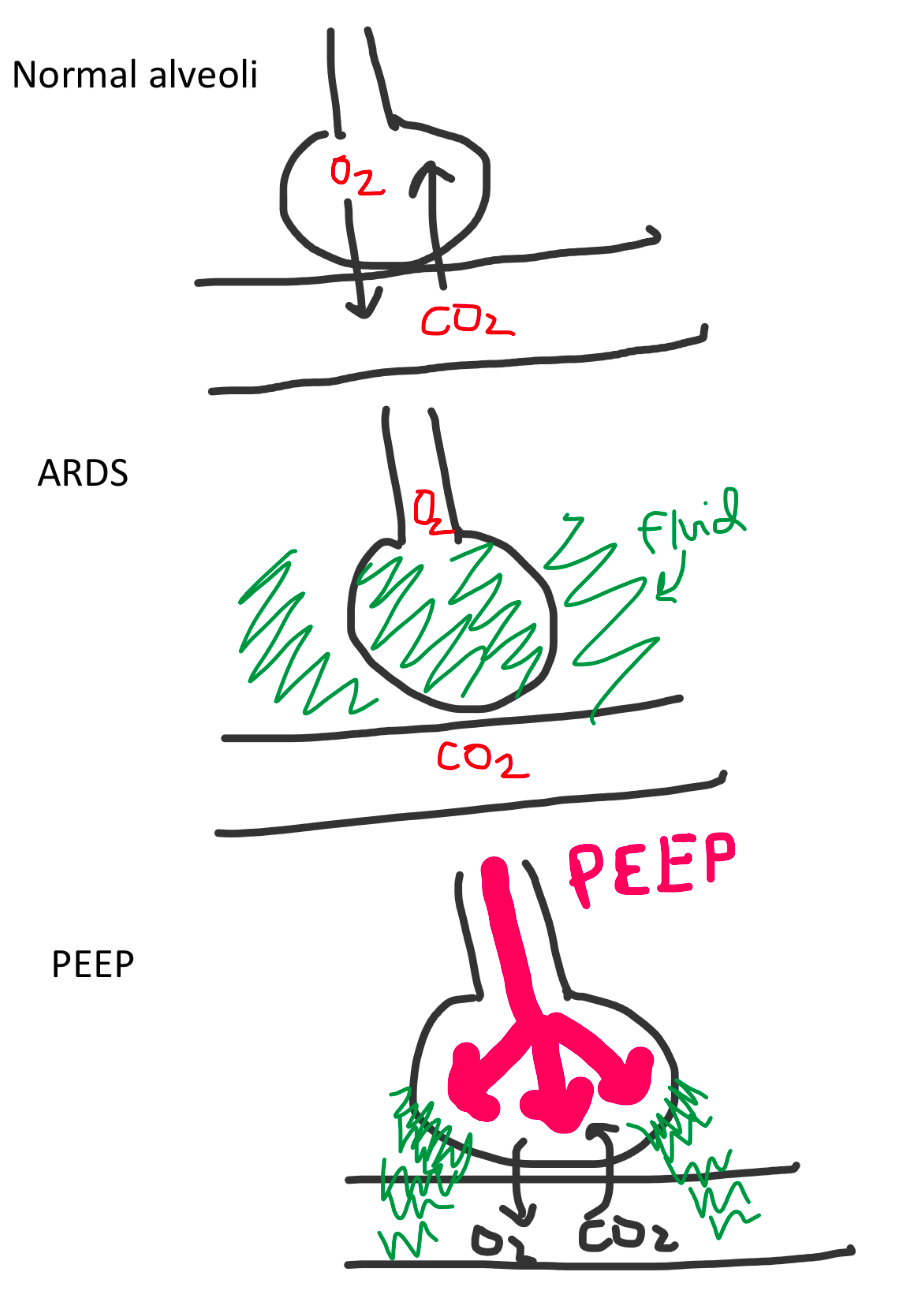 Normal alveoli
O2
CO2
ARDS
O2
Fluid
CO2
PEEP
PEEP
O2 CO2